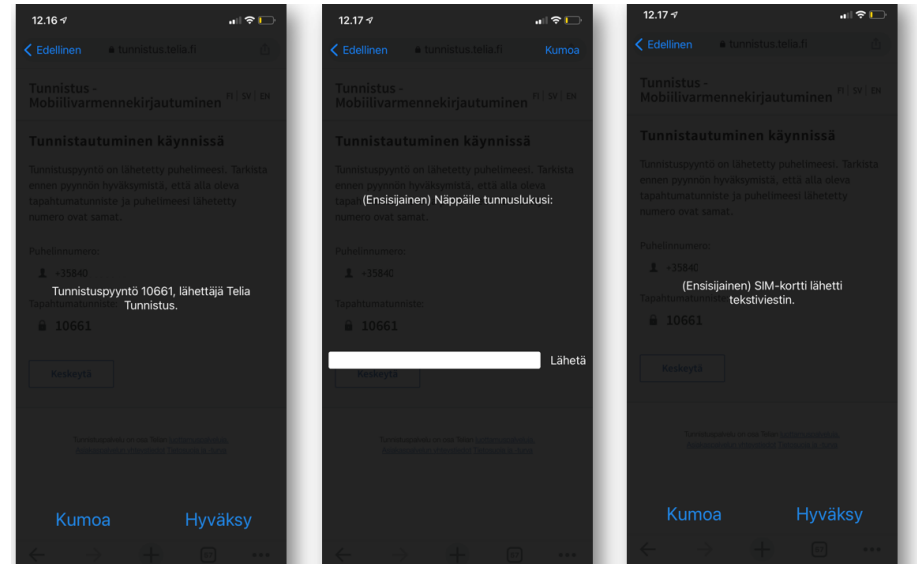 12.16
Edellinen
tunnistus.telia.fi
Tunnistus -
Mobiilivarmennekirjautuminen
FI | SV | EN
Tunnistautuminen käynnissä
Tunnistuspyyntö on lähetetty puhelimeesi. Tarkista
ennen pyynnön hyväksymistä, että alla oleva
tapahtumatunniste ja puhelimeesi lähetetty
numero ovat samat.
Puhelinnumero:
+35840
Tunnistuspyyntö 10661, lähettäjä Telia
Tunnistus.
Tapahtumatunniste:
10661
Keskeytä
Kumoa
Hyväksy
12.17
Edellinen
tunnistus.telia.fi
Kumoa
Tunnistus -
Mobiilivarmennekirjautuminen
FI | SV | EN
Tunnistautuminen käynnissä
Tunnistuspyyntö on lähetetty puhelimeesi. Tarkista
ennen pyynnön hyväksymistä, että alla oleva
(Ensisijainen) Näppäile tunnuslukusi:
numero ovat samat.
Puhelinnumero:
+35840
Tapahtumatunniste:
10661
Lähetä
Keskeytä
12.17
Edellinen
tunnistus.telia.fi
Tunnistus -
Mobiilivarmennekirjautuminen
FI | SV | EN
Tunnistautuminen käynnissä
Tunnistuspyyntö on lähetetty puhelimeesi. Tarkista
ennen pyynnön hyväksymistä, että alla oleva
tapahtumatunniste ja puhelimeesi lähetetty
numero ovat samat.
Puhelinnumero:
+35840
(Ensisijainen) SIM-kortti lähetti
tekstiviestin.
10661
Keskeytä
Kumoa
Hyväksy